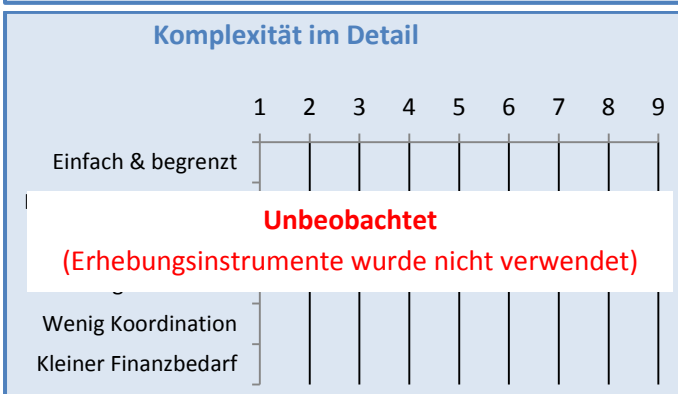 Komplexität im Detail
1 2 3 4 5 6 7 8 9
Einfach & begrenzt
Unbeobachtet
(Erhebungsinstrumente wurde nicht verwendet)
Wenig Koordination
Kleiner Finanzbedarf